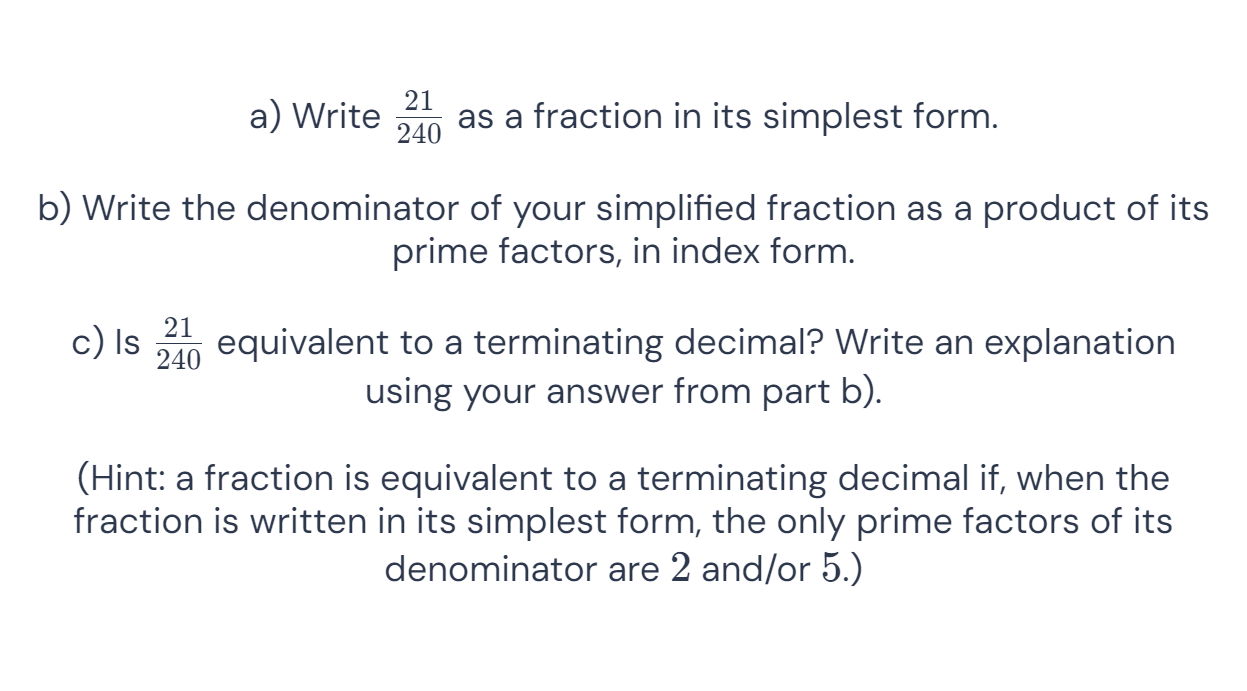 a) Write 21/240 as a fraction in its simplest form.
b) Write the denominator of your simplified fraction as a product of its
prime factors, in index form.
c) Is 21/240 equivalent to a terminating decimal? Write an explanation
using your answer from part b).
(Hint: a fraction is equivalent to a terminating decimal if, when the
fraction is written in its simplest form, the only prime factors of its
denominator are 2 and/or 5.)